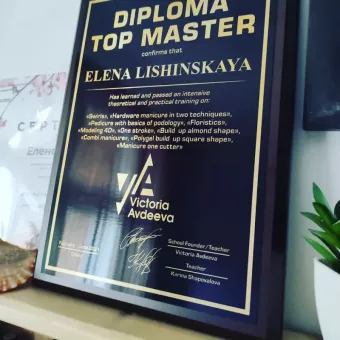 DIPLOMA
TOP MASTER
confirms that
ELENA LISHINSKAYA
Has learned and passed an intensive
theoretical and practical training on:
«Swirls», «Hardware manicure in two techniques»,
«Pedicure with basics of podology», «Floristics»,
«Modeling 4D», «One stroke», «Build up almond shape»,
«Combi manicure», «Polygel build up square shape»,
«Manicure one cutter»
Victoria
Avdeeva
School Founder/Teacher
Victoria Avdeeva
Teacher
Karina Shapovalova
СЕРТ
Елен